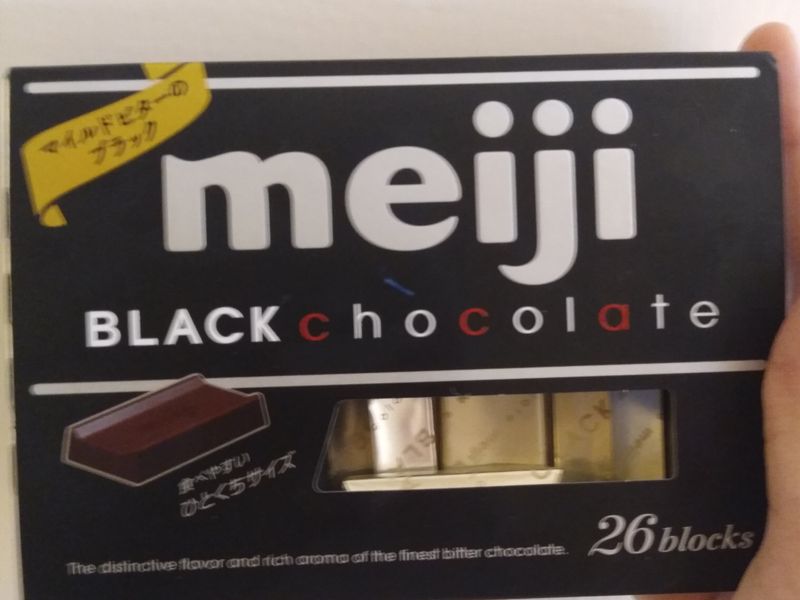 マイルドビターの
ブラック
meiji
BLACK chocolate
食べやすい
ひとくちサイズ
26 blocks
The distinctive flavor and rich aroma of the finest bitter chocolate.